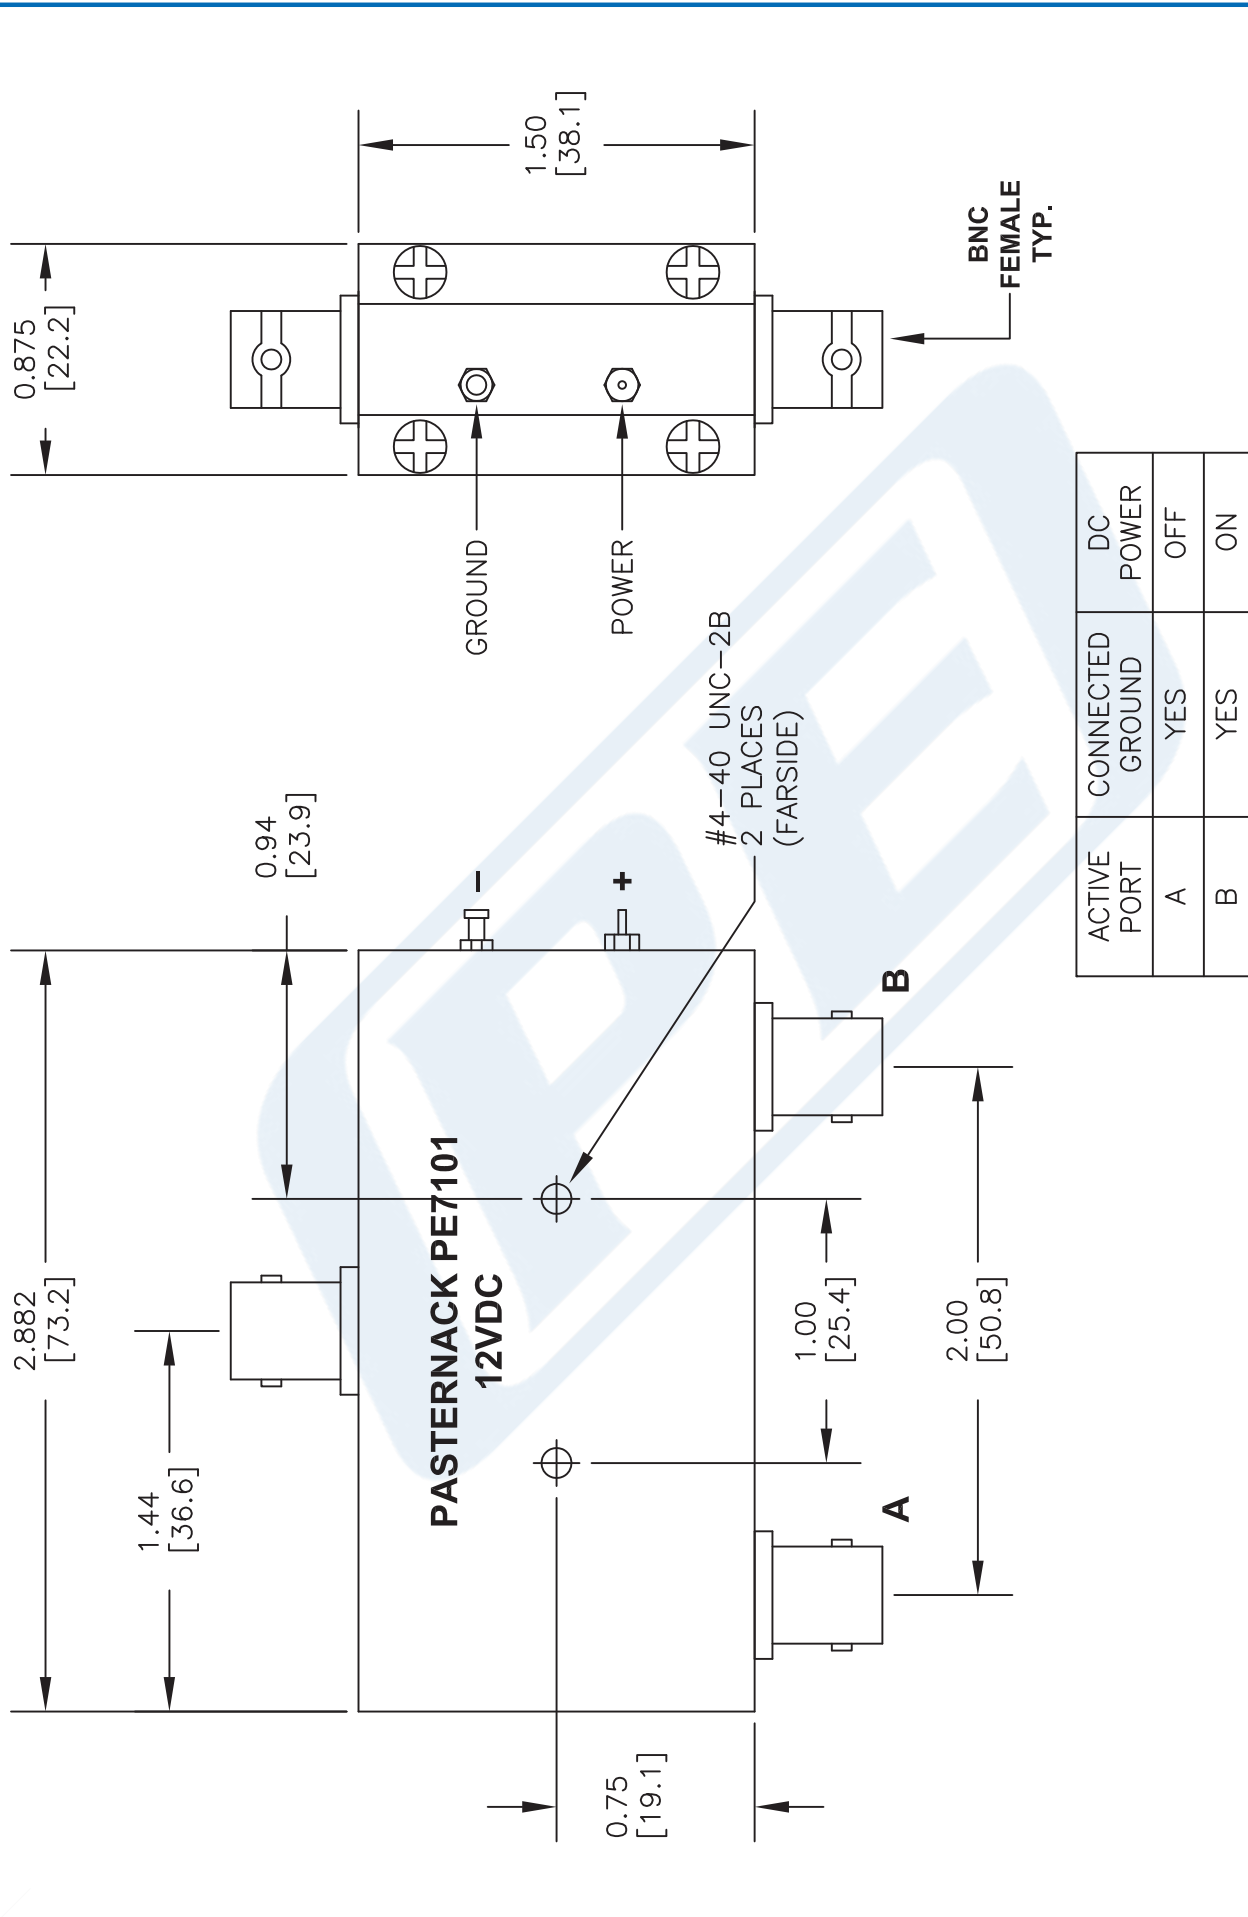 2.882
[73.2]
0.875
[22.2]
1.44
[36.6]
0.94
[23.9]
1.50
[38.1]
PASTERNACK PE7101
12VDC
−
+
GROUND
POWER
#4−40 UNC−2B
2 PLACES
(FARSIDE)
0.75
[19.1]
1.00
[25.4]
A
B
2.00
[50.8]
BNC
FEMALE
TYP.
ACTIVE PORT CONNECTED GROUND DC POWER
A YES OFF
B YES ON
PE